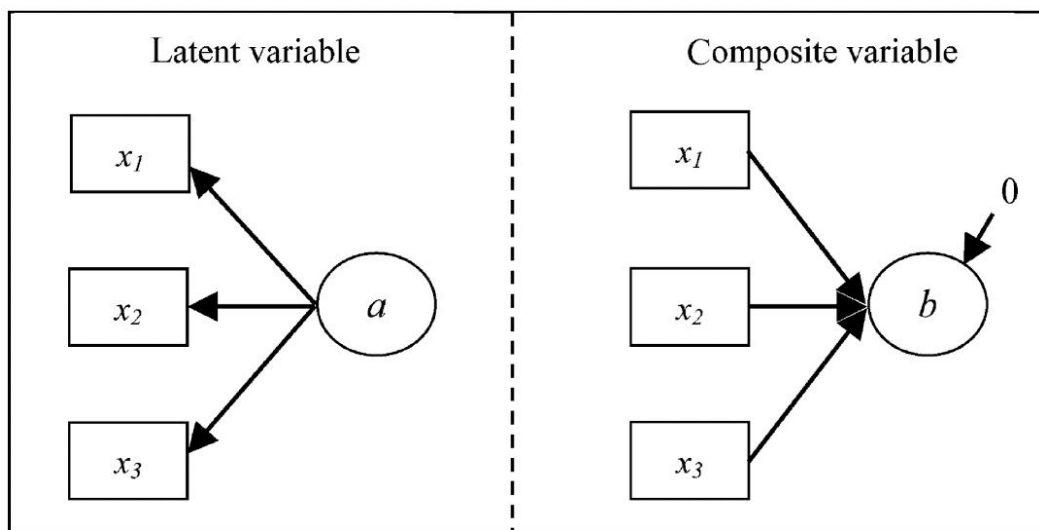 Latent variable
x1
x2
x3
a
Composite variable
x1
x2
x3
0
b